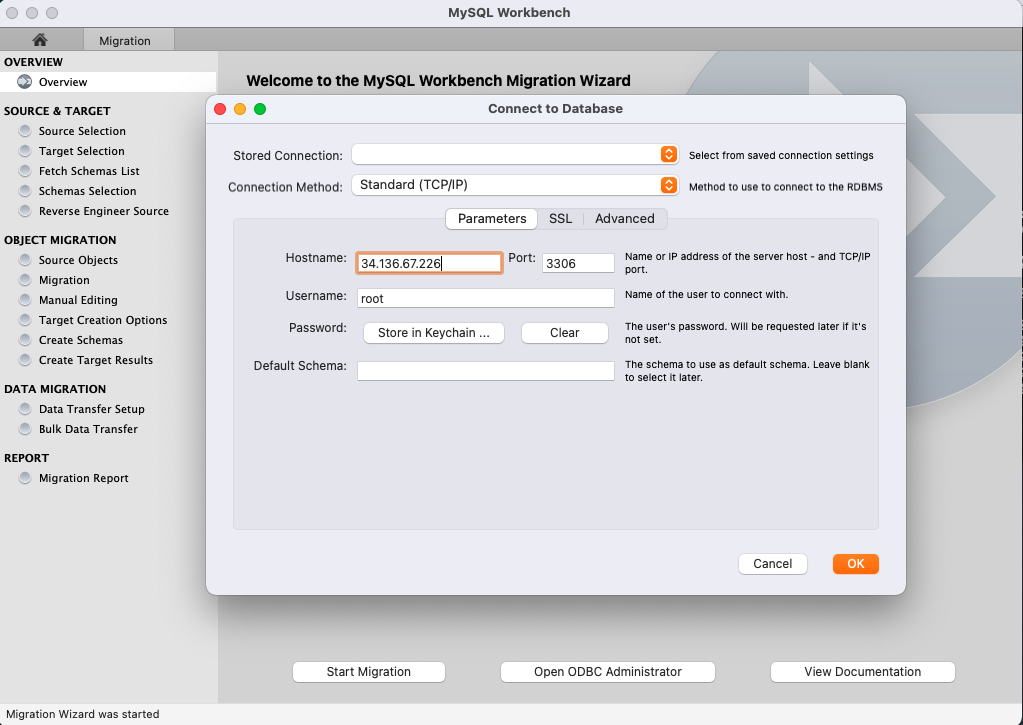 MySQL Workbench
Migration
OVERVIEW
Overview
SOURCE & TARGET
Source Selection
Target Selection
Fetch Schemas List
Schemas Selection
Reverse Engineer Source
OBJECT MIGRATION
Source Objects
Migration
Manual Editing
Target Creation Options
Create Schemas
Create Target Results
DATA MIGRATION
Data Transfer Setup
Bulk Data Transfer
REPORT
Migration Report
Welcome to the MySQL Workbench Migration Wizard
Connect to Database
Stored Connection: Select from saved connection settings
Connection Method: Standard (TCP/IP) Method to use to connect to the RDBMS
Parameters SSL Advanced
Hostname: 34.136.67.226 Port: 3306 Name or IP address of the server host - and TCP/IP
port.
Username: root Name of the user to connect with.
Password: Store in Keychain ... Clear The user's password. Will be requested later if it's
not set.
Default Schema: The schema to use as default schema. Leave blank
to select it later.
Cancel OK
Start Migration Open ODBC Administrator View Documentation
Migration Wizard was started